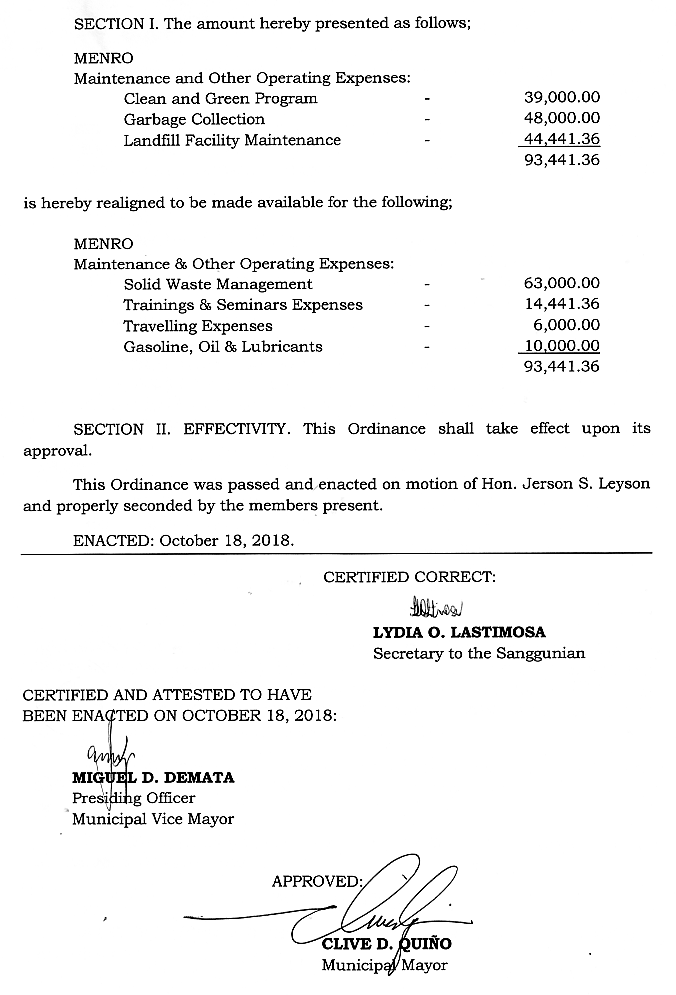 SECTION I. The amount hereby presented as follows;
MENRO
Maintenance and Other Operating Expenses:
Clean and Green Program - 39,000.00
Garbage Collection - 48,000.00
Landfill Facility Maintenance - 44,441.36
93,441.36
is hereby realigned to be made available for the following;
MENRO
Maintenance & Other Operating Expenses:
Solid Waste Management - 63,000.00
Trainings & Seminars Expenses - 14,441.36
Travelling Expenses - 6,000.00
Gasoline, Oil & Lubricants - 10,000.00
93,441.36
SECTION II. EFFECTIVITY. This Ordinance shall take effect upon its
approval.
This Ordinance was passed and enacted on motion of Hon. Jerson S. Leyson
and properly seconded by the members present.
ENACTED: October 18, 2018.
CERTIFIED CORRECT:
LYDIA O. LASTIMOSA
Secretary to the Sanggunian
CERTIFIED AND ATTESTED TO HAVE
BEEN ENACTED ON OCTOBER 18, 2018:
MIGUEL D. DEMATA
Presiding Officer
Municipal Vice Mayor
APPROVED:
CLIVE D. QUIÑO
Municipal Mayor